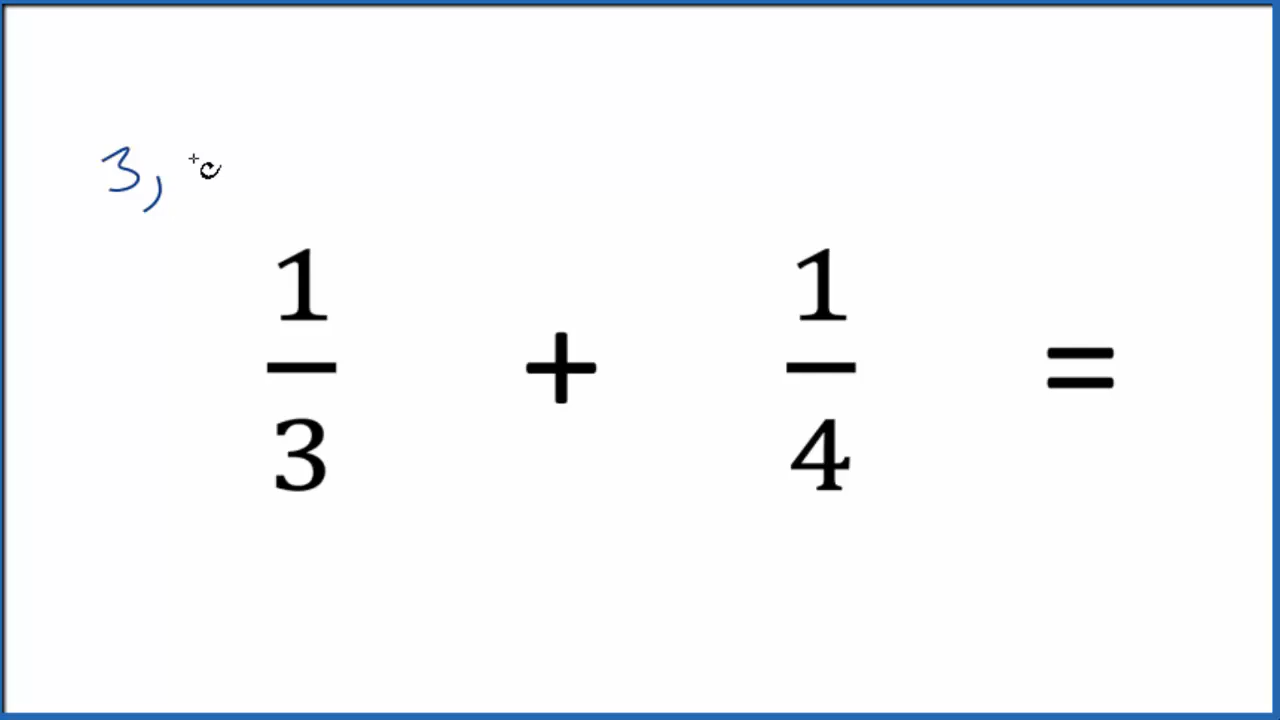 3,
1/3 + 1/4 =